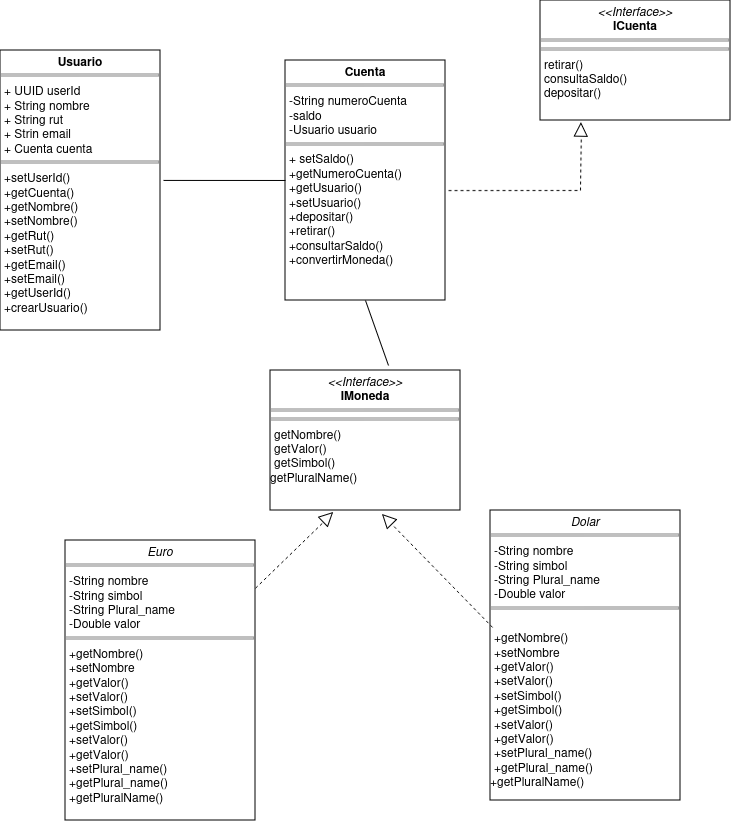 <<Interface>>
ICuenta
retirar()
consultaSaldo()
depositar()
Usuario
+ UUID userId
+ String nombre
+ String rut
+ Strin email
+ Cuenta cuenta
+setUserId()
+getCuenta()
+getNombre()
+setNombre()
+getRut()
+setRut()
+getEmail()
+setEmail()
+getUserId()
+crearUsuario()
Cuenta
-String numeroCuenta
-saldo
-Usuario usuario
+ setSaldo()
+getNumeroCuenta()
+getUsuario()
+setUsuario()
+depositar()
+retirar()
+consultarSaldo()
+convertirMoneda()
<<Interface>>
IMoneda
getNombre()
getValor()
getSimbol()
getPluralName()
Euro
-String nombre
-String simbol
-String Plural_name
-Double valor
+getNombre()
+setNombre
+getValor()
+setValor()
+setSimbol()
+getSimbol()
+setValor()
+getValor()
+setPlural_name()
+getPlural_name()
+getPluralName()
Dolar
-String nombre
-String simbol
-String Plural_name
-Double valor
+getNombre()
+setNombre
+getValor()
+setValor()
+setSimbol()
+getSimbol()
+setValor()
+getValor()
+setPlural_name()
+getPlural_name()
+getPluralName()